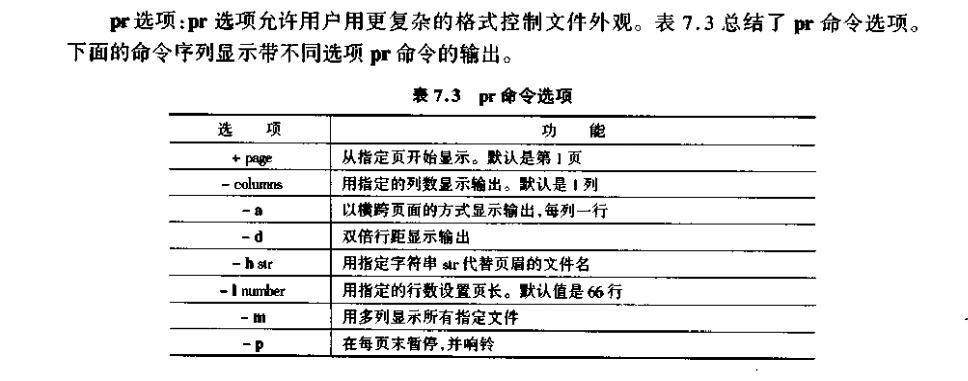 pr 选项:pr 选项允许用户用更复杂的格式控制文件外观。表 7.3 总结了 pr 命令选项。
下面的命令序列显示带不同选项 pr 命令的输出。
表 7.3 pr 命令选项
选 项 功 能
+ page 从指定页开始显示。默认是第 1 页
- columns 用指定的列数显示输出。默认是 1 列
- a 以横跨页面的方式显示输出,每列一行
- d 双倍行距显示输出
- h str 用指定字符串 str 代替页眉的文件名
- l number 用指定的行数设置页长。默认值是 66 行
- m 用多列显示所有指定文件
- p 在每页末暂停,并响铃